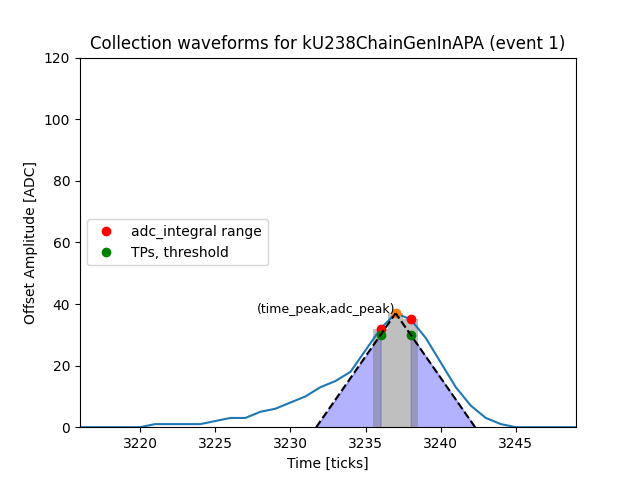 Collection waveforms for kU238ChainGenInAPA (event 1)
120
100
80
60
40
20
0
Offset Amplitude [ADC]
adc_integral range
TPs, threshold
(time_peak,adc_peak)
3220 3225 3230 3235 3240 3245
Time [ticks]